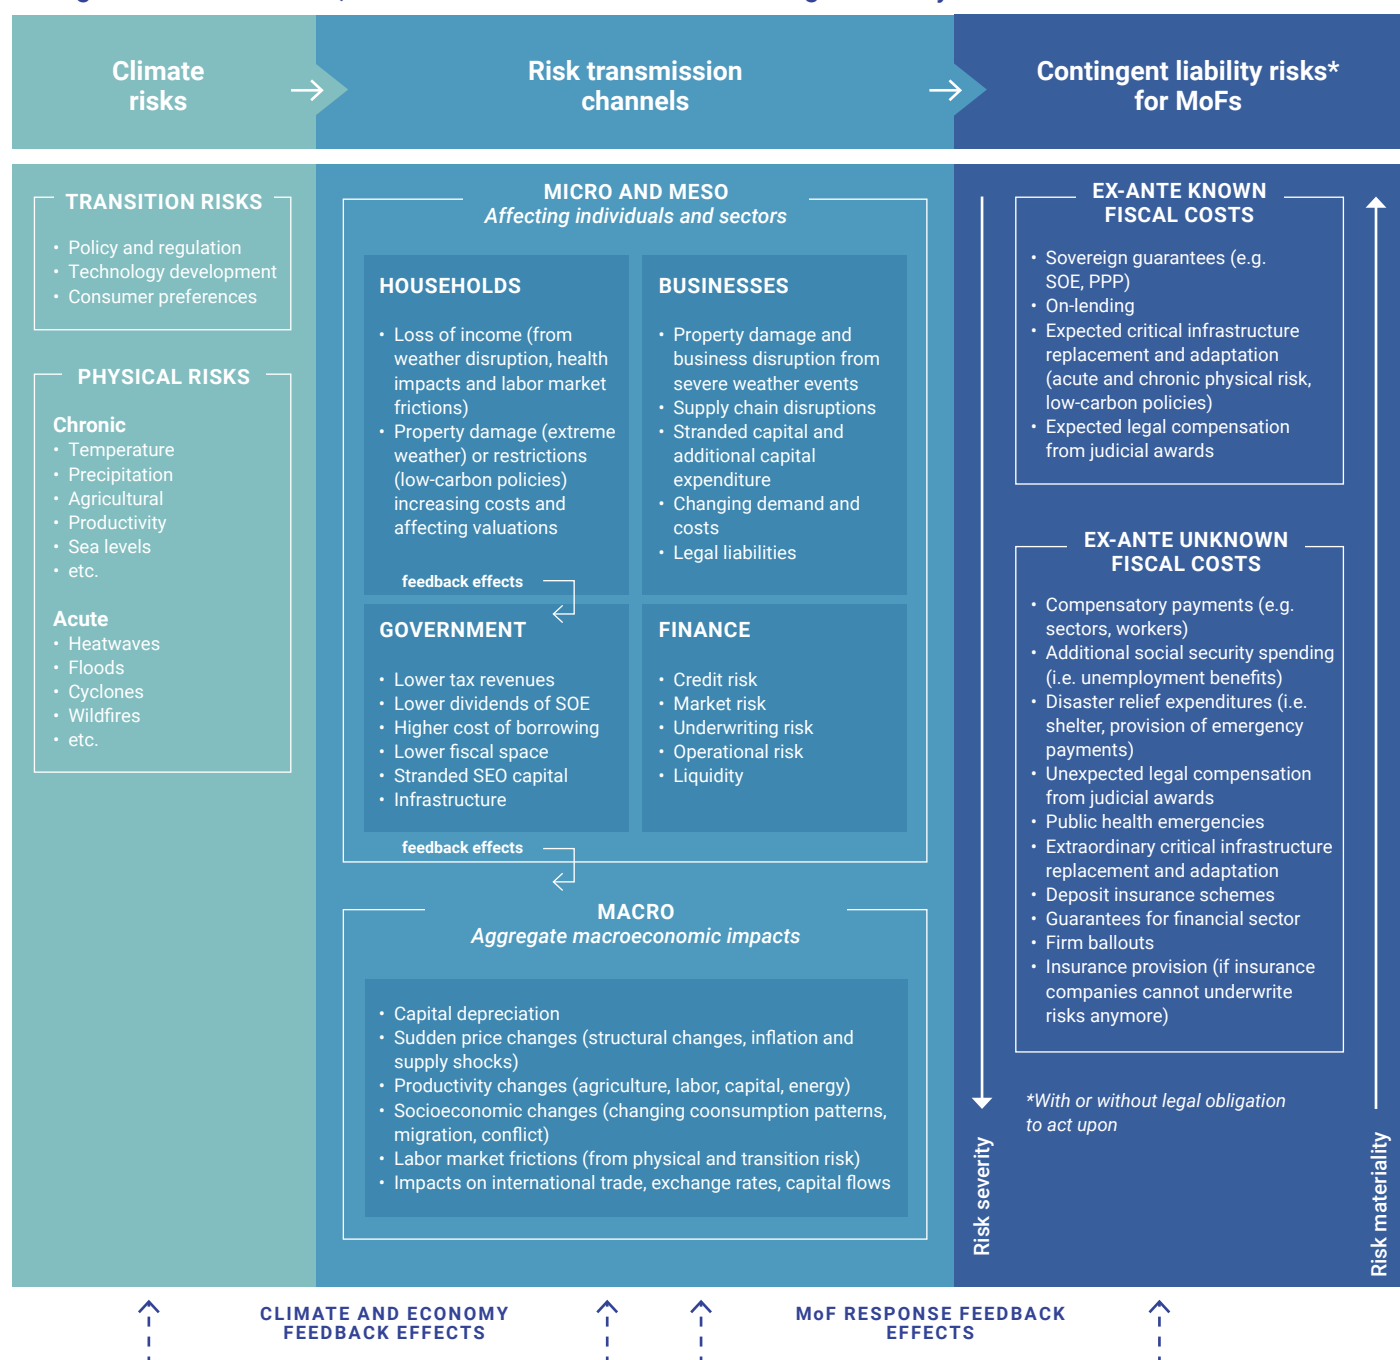 Climate
risks
Risk transmission
channels
Contingent liability risks*
for MoFs
TRANSITION RISKS
• Policy and regulation
• Technology development
• Consumer preferences
PHYSICAL RISKS
Chronic
• Temperature
• Precipitation
• Agricultural
• Productivity
• Sea levels
• etc.
Acute
• Heatwaves
• Floods
• Cyclones
• Wildfires
• etc.
MICRO AND MESO
Affecting individuals and sectors
HOUSEHOLDS
• Loss of income (from
weather disruption, health
impacts and labor market
frictions)
• Property damage (extreme
weather) or restrictions
(low-carbon policies)
increasing costs and
affecting valuations
feedback effects
BUSINESSES
• Property damage and
business disruption from
severe weather events
• Supply chain disruptions
• Stranded capital and
additional capital
expenditure
• Changing demand and
costs
• Legal liabilities
GOVERNMENT
• Lower tax revenues
• Lower dividends of SOE
• Higher cost of borrowing
• Lower fiscal space
• Stranded SEO capital
• Infrastructure
FINANCE
• Credit risk
• Market risk
• Underwriting risk
• Operational risk
• Liquidity
feedback effects
MACRO
Aggregate macroeconomic impacts
• Capital depreciation
• Sudden price changes (structural changes, inflation and
supply shocks)
• Productivity changes (agriculture, labor, capital, energy)
• Socioeconomic changes (changing coonsumption patterns,
migration, conflict)
• Labor market frictions (from physical and transition risk)
• Impacts on international trade, exchange rates, capital flows
Risk severity
EX-ANTE KNOWN
FISCAL COSTS
• Sovereign guarantees (e.g.
SOE, PPP)
• On-lending
• Expected critical infrastructure
replacement and adaptation
(acute and chronic physical risk,
low-carbon policies)
• Expected legal compensation
from judicial awards
EX-ANTE UNKNOWN
FISCAL COSTS
• Compensatory payments (e.g.
sectors, workers)
• Additional social security spending
(i.e. unemployment benefits)
• Disaster relief expenditures (i.e.
shelter, provision of emergency
payments)
• Unexpected legal compensation
from judicial awards
• Public health emergencies
• Extraordinary critical infrastructure
replacement and adaptation
• Deposit insurance schemes
• Guarantees for financial sector
• Firm ballouts
• Insurance provision (if insurance
companies cannot underwrite
risks anymore)
*With or without legal obligation
to act upon
Risk materiality
CLIMATE AND ECONOMY
FEEDBACK EFFECTS
MoF RESPONSE FEEDBACK
EFFECTS